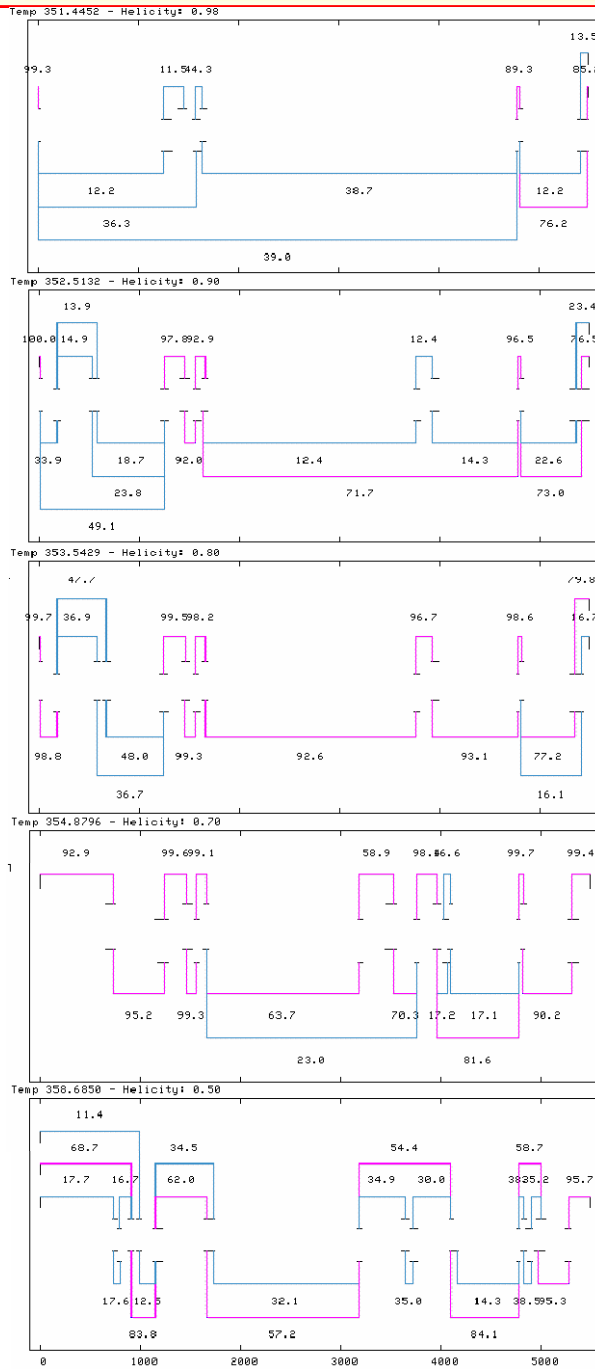 Temp 351.4452 - Helicity: 0.98
13.5
99.3 11.5 44.3 89.3
12.2 38.7 12.2
36.3 76.2
39.0
Temp 352.5132 - Helicity: 0.90
13.9 23.4
100.0 14.9 97.8 92.9 12.4 96.5 76.5
33.9 18.7 92.0 12.4 14.3 22.6
23.8 71.7 73.0
49.1
Temp 353.5429 - Helicity: 0.80
47.7 79.8
99.7 36.9 99.5 98.2 96.7 98.6 16.7
98.8 48.0 99.3 92.6 93.1 77.2
36.7 16.1
Temp 354.8796 - Helicity: 0.70
92.9 99.6 99.1 58.9 99.7 99.4
95.2 99.3 63.7 70.3 17.2 17.1 90.2
23.0 81.6
Temp 358.6850 - Helicity: 0.50
11.4
68.7 34.5 54.4 58.7
17.7 16.7 62.0 34.9 30.0 95.7
17.6 12.5 32.1 35.0 14.3 38.5 95.3
83.8 57.2 84.1
0 1000 2000 3000 4000 5000